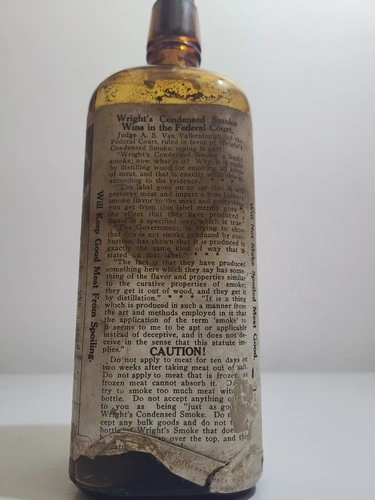 Wright's Condensed Smoke
Wins in the Federal Court.
Judge A. S. Van Valkenburgh
Federal Court, ruled in favor of Wright's
Condensed Smoke, saying in part:
"Wright's Condensed Smoke
smoke; now, what is it? Why, it is
by distilling wood for smoking
of meat, and that is exactly
according to the evidence."
"The label goes on to say that it
preserve meat and impart a fine
smoke flavor to the meat and
you get from this label merely
the effect that they have produced
liquid in a specified way, which is true.
"The Government, in trying to show
that this is not smoke produced by com-
bustion, has shown that it is produced in
exactly the same kind of way that is
stated on that label." * * * *
"The fact is that they have produced
something here which they say has some-
thing of the flavor and properties similar
to the curative properties of smoke;
they get it out of wood, and they get it
by distillation." * * * * "It is a thing
which is produced in such a manner from
the art and methods employed in it that
the application of the term 'smoke' to
it seems to me to be apt or applicable
instead of deceptive, and it does not de-
ceive in the sense that this statute im-
plies."
CAUTION!
Do not apply to meat for ten days or
two weeks after taking meat out of salt.
Do not apply to meat that is frozen, as
frozen meat cannot absorb it.
try to smoke too much meat with
bottle. Do not accept anything
to you as being "just as
Wright's Condensed Smoke. Do
cept any bulk goods and do not
bottle Wright's Smoke that
over the top, and
Will Keep Good Meat From Spoiling.
Will Not Make Spoiled Meat Good.